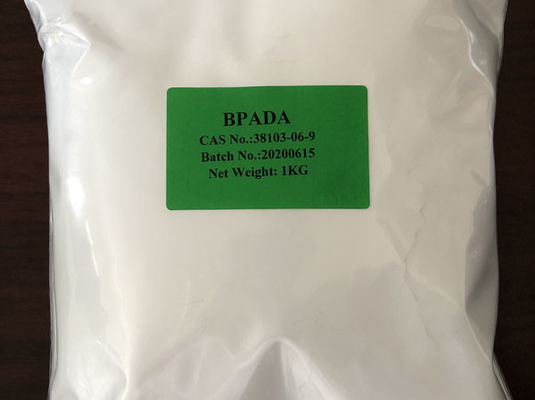 BPADA
CAS No.:38103-06-9
Batch No.:20200615
Net Weight: 1KG